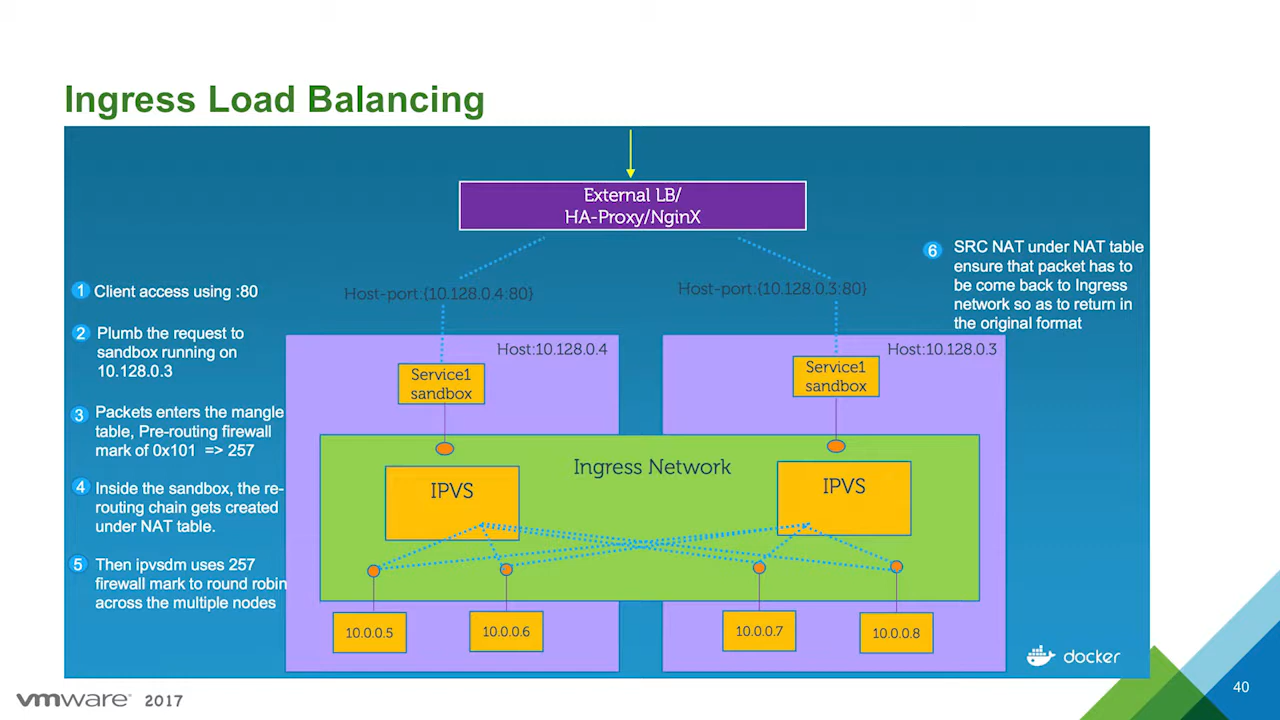 Ingress Load Balancing
External LB/
HA-Proxy/NginX
6 SRC NAT under NAT table
ensure that packet has to
be come back to Ingress
network so as to return in
the original format
1 Client access using :80
2 Plumb the request to
sandbox running on
10.128.0.3
3 Packets enters the mangle
table, Pre-routing firewall
mark of 0x101 => 257
4 Inside the sandbox, the re-
routing chain gets created
under NAT table.
5 Then ipvsdm uses 257
firewall mark to round robin
across the multiple nodes
Host-port:{10.128.0.4:80}
Host-port:{10.128.0.3:80}
Host:10.128.0.4
Host:10.128.0.3
Service1
sandbox
Service1
sandbox
Ingress Network
IPVS
IPVS
10.0.0.5
10.0.0.6
10.0.0.7
10.0.0.8
docker
vmware 2017
40